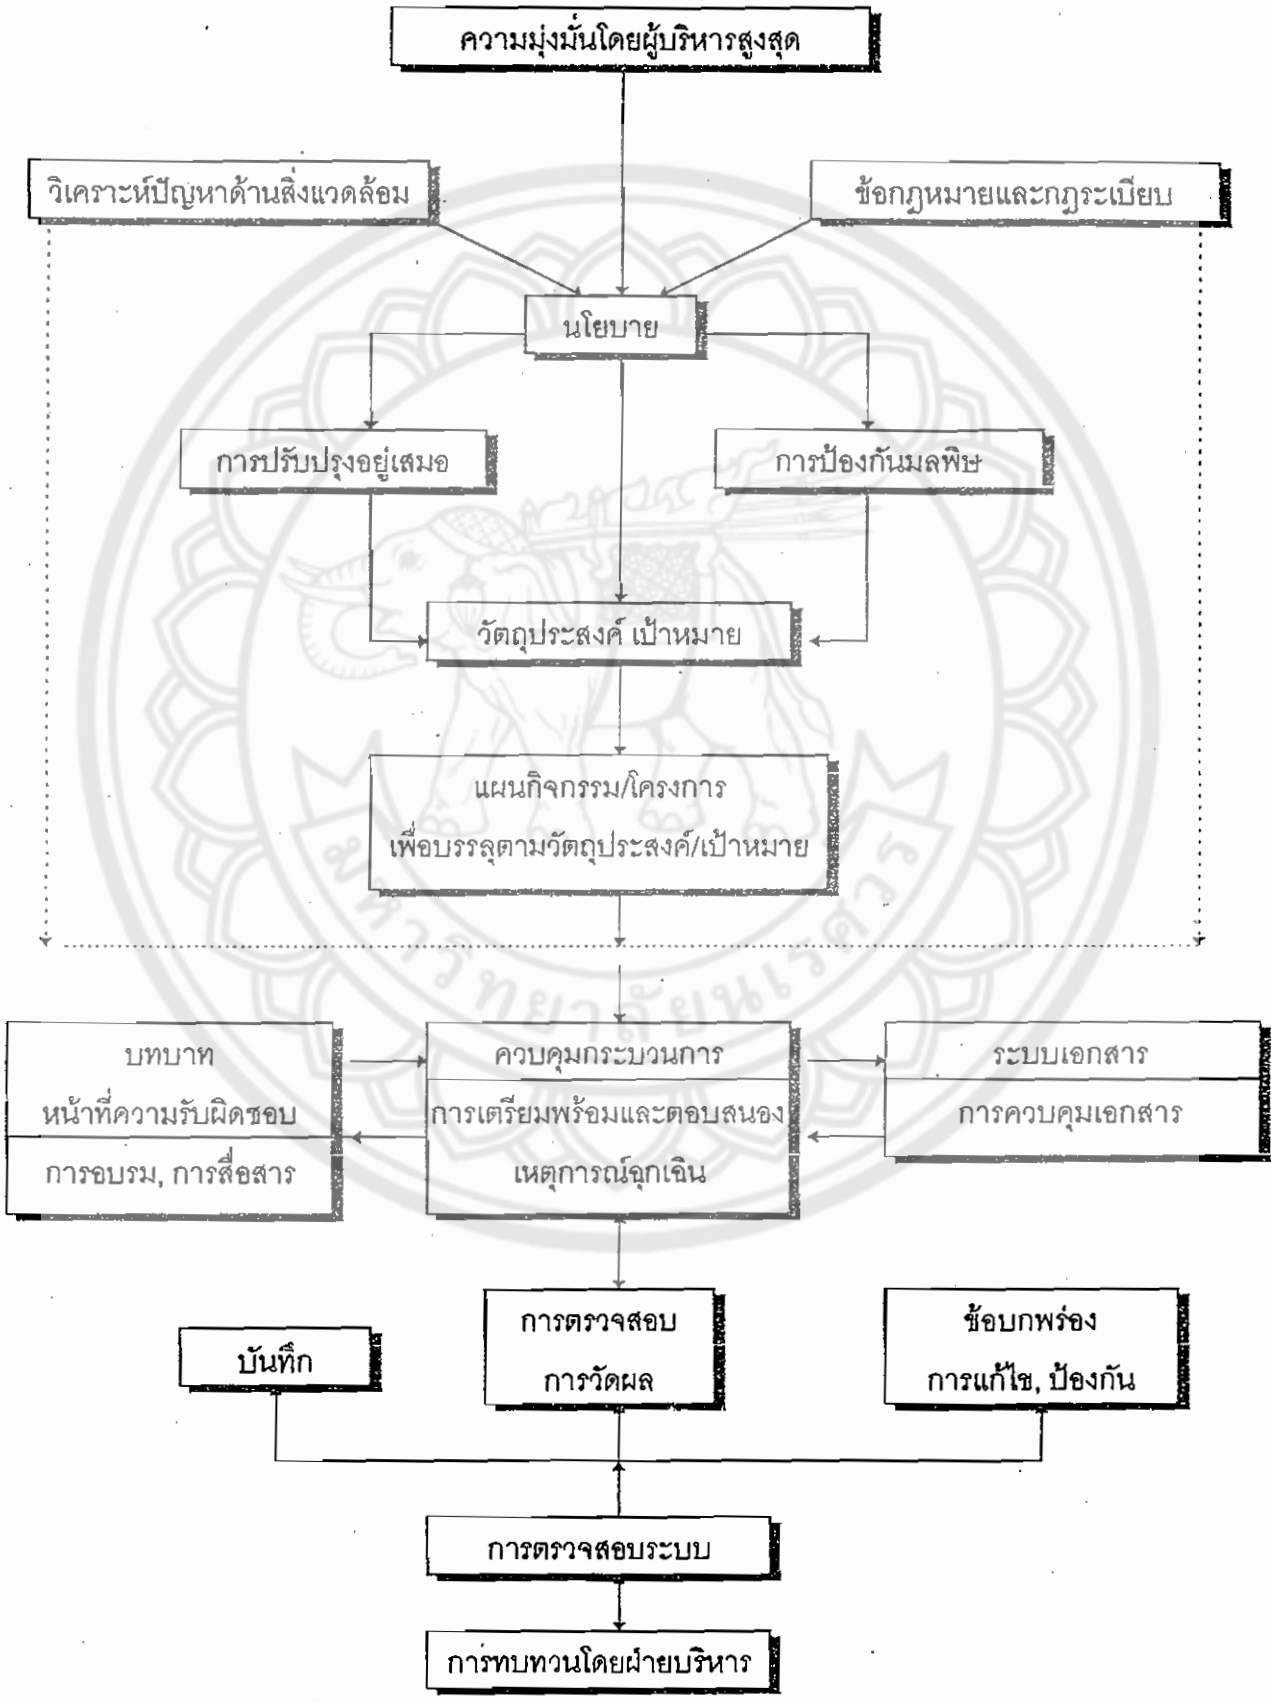 ความมุ่งมั่นโดยผู้บริหารสูงสุด
วิเคราะห์ปัญหาด้านสิ่งแวดล้อม
ข้อกฎหมายและกฎระเบียบ
นโยบาย
การปรับปรุงอยู่เสมอ
การป้องกันมลพิษ
วัตถุประสงค์ เป้าหมาย
แผนกิจกรรม/โครงการ
เพื่อบรรลุตามวัตถุประสงค์/เป้าหมาย
มหาวิทยาลัยนเรศวร
บทบาท
หน้าที่ความรับผิดชอบ
การอบรม, การสื่อสาร
ควบคุมกระบวนการ
การเตรียมพร้อมและตอบสนอง
เหตุการณ์ฉุกเฉิน
ระบบเอกสาร
การควบคุมเอกสาร
บันทึก
การตรวจสอบ
การวัดผล
ข้อบกพร่อง
การแก้ไข, ป้องกัน
การตรวจสอบระบบ
การทบทวนโดยฝ่ายบริหาร